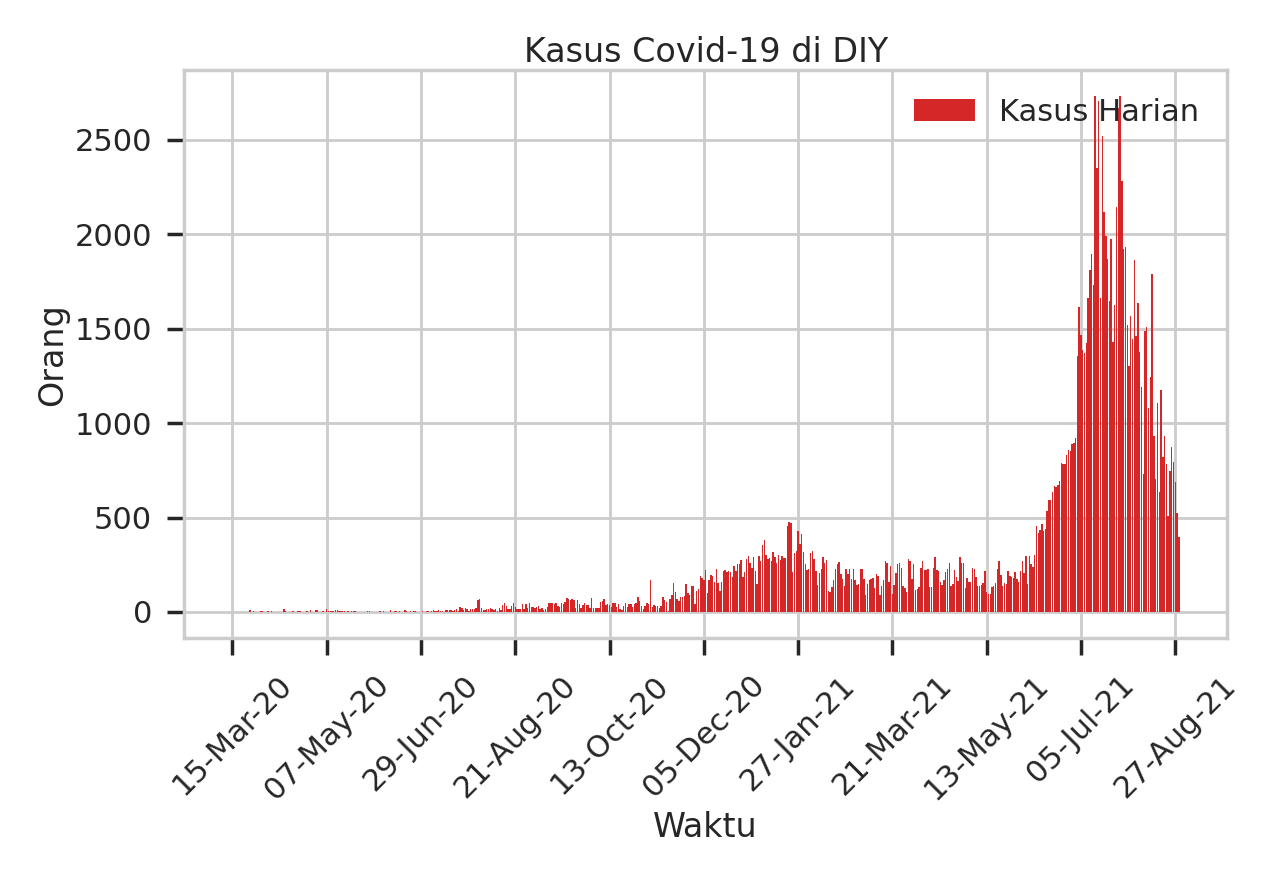 Kasus Covid-19 di DIY
Kasus Harian
Orang
2500
2000
1500
1000
500
0
15-Mar-20
07-May-20
29-Jun-20
21-Aug-20
13-Oct-20
05-Dec-20
27-Jan-21
21-Mar-21
13-May-21
05-Jul-21
27-Aug-21
Waktu